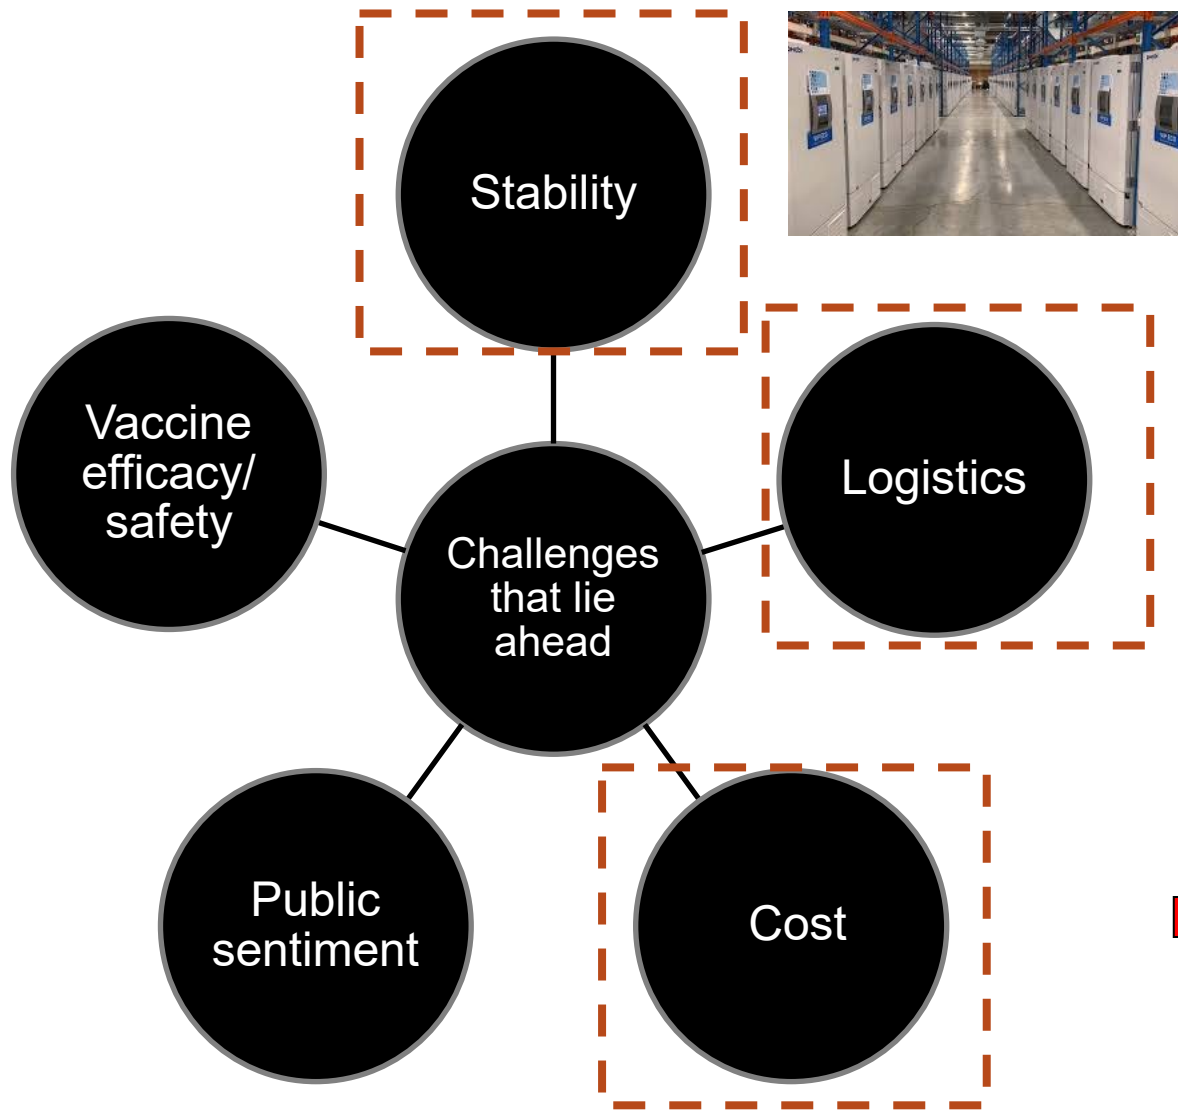 Stability
Vaccine
efficacy/
safety
Logistics
Challenges
that lie
ahead
Public
sentiment
Cost